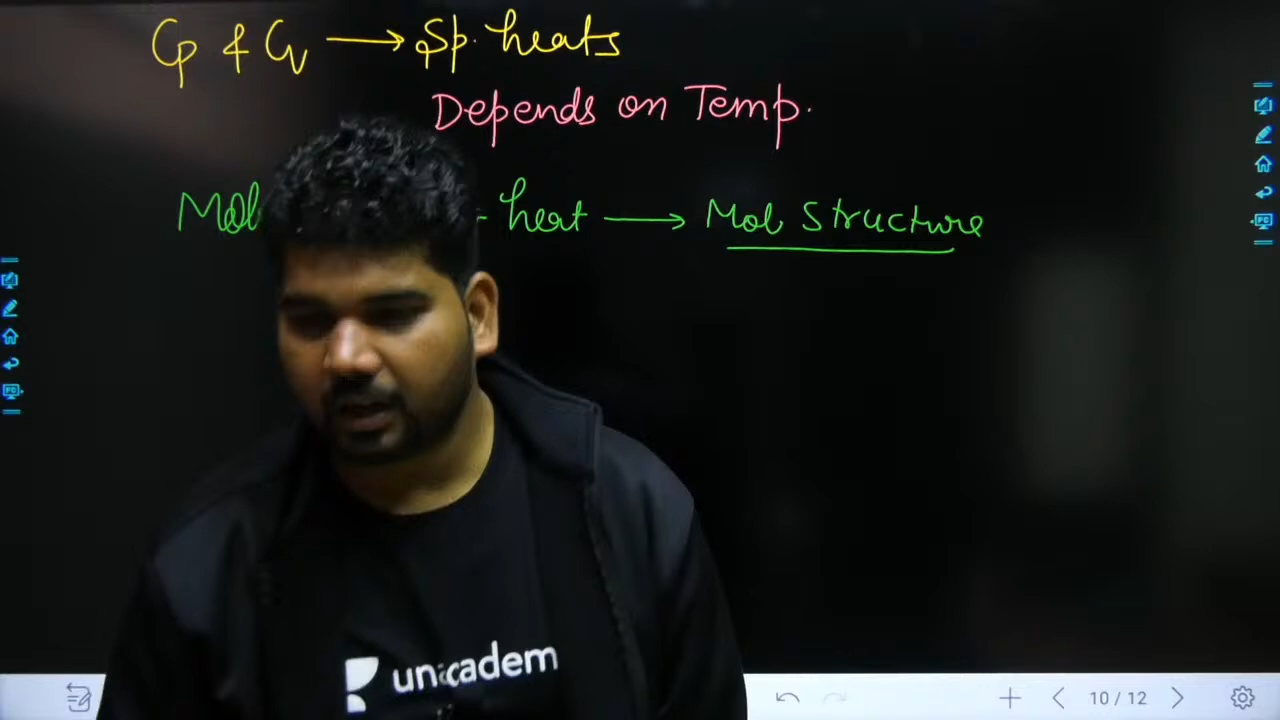 Cp & Cv → Sp. heats
Depends on Temp.
Mol heat → Mol Structure
unacadem
10 / 12